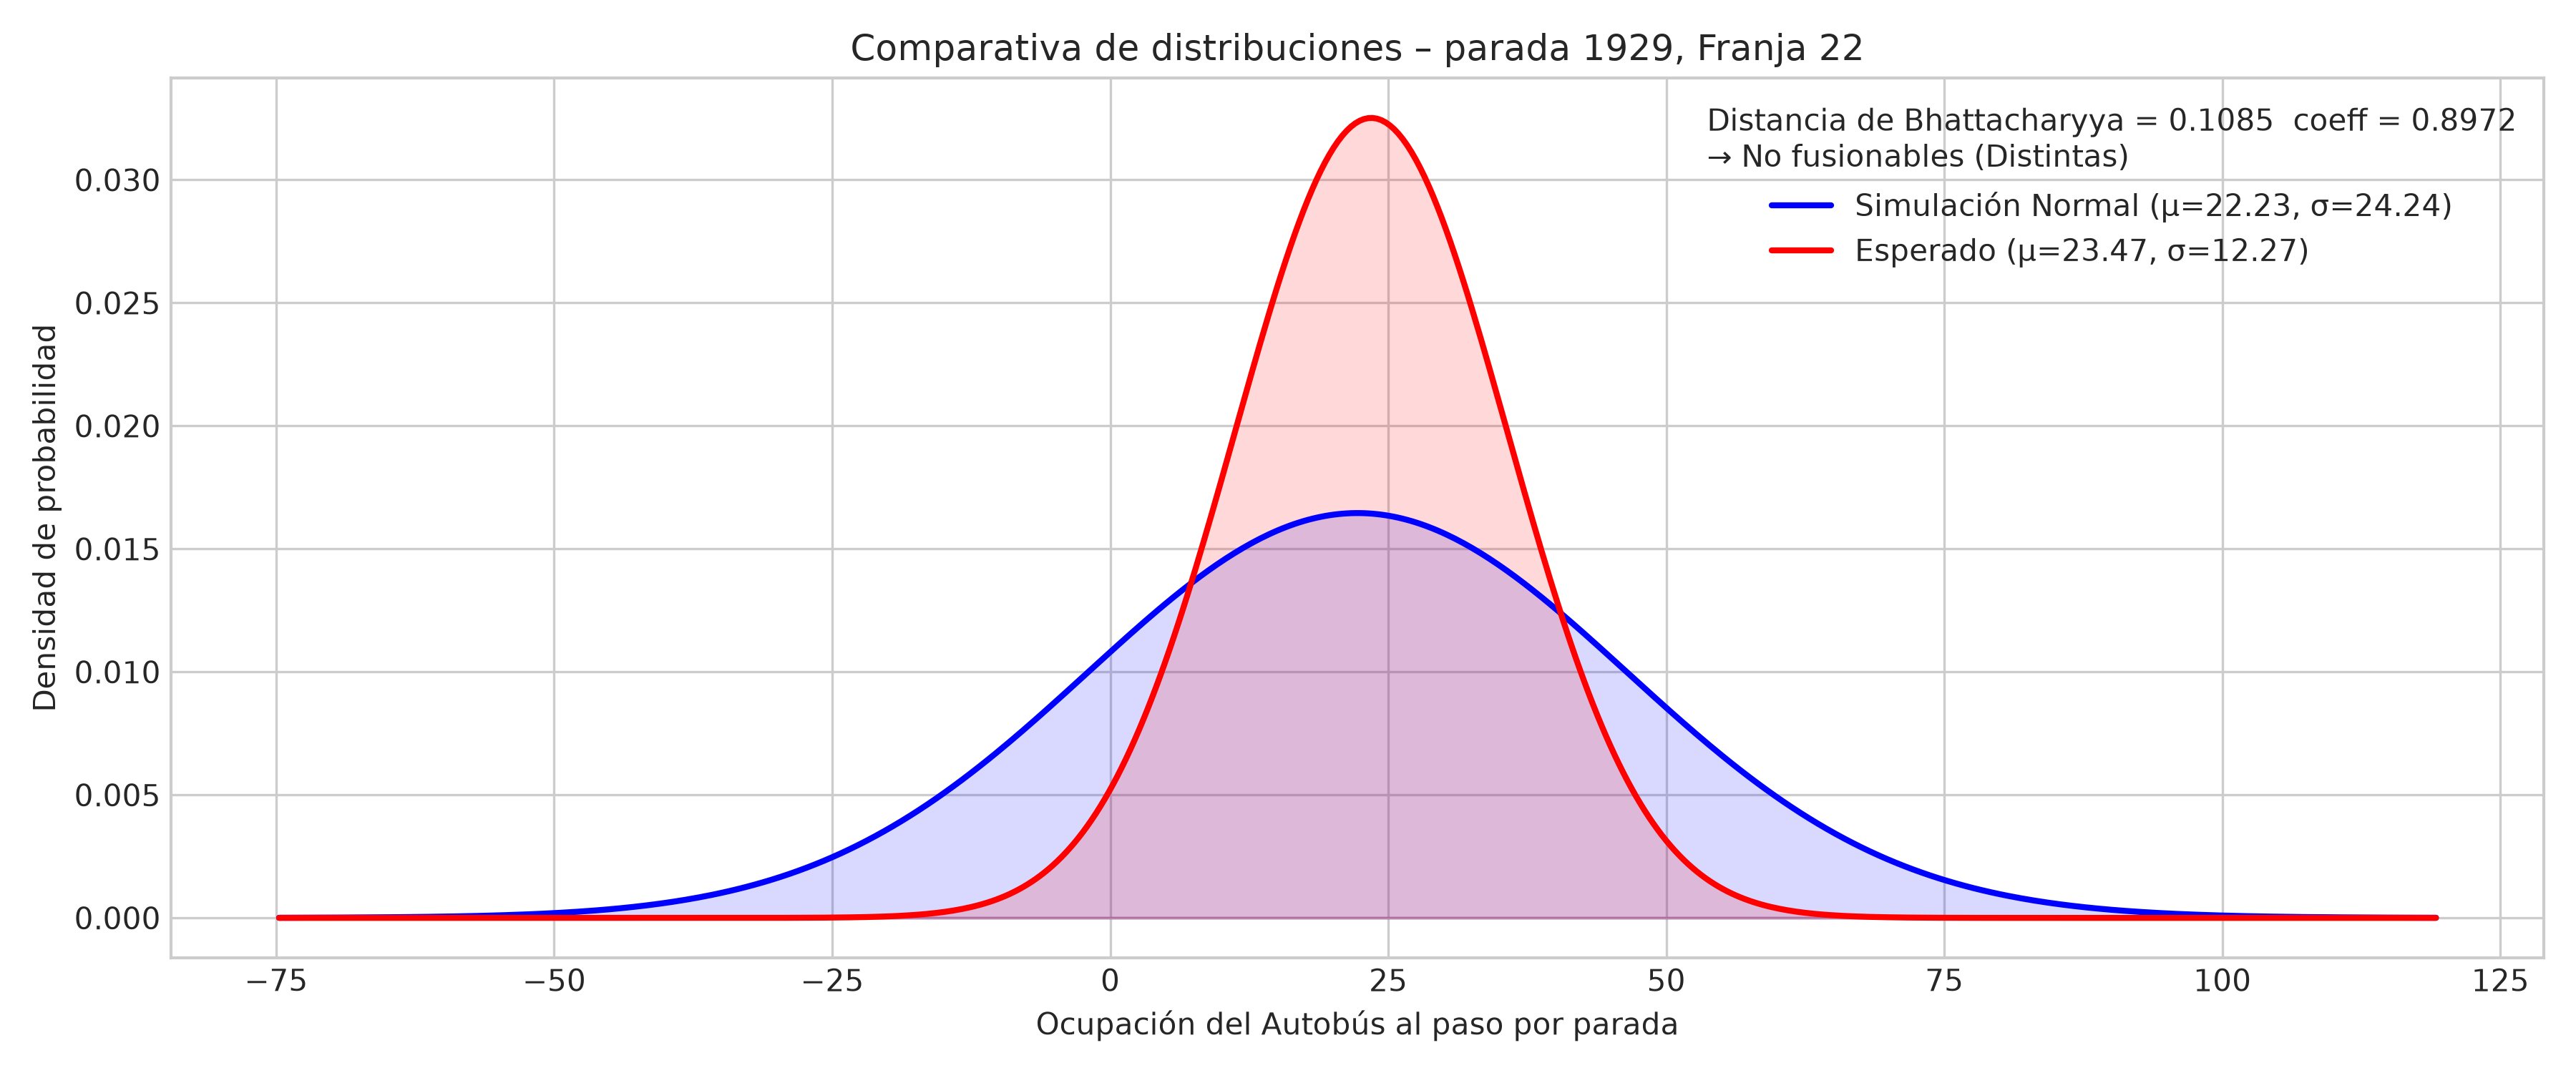 Comparativa de distribuciones – parada 1929, Franja 22
Distancia de Bhattacharyya = 0.1085  coeff = 0.8972
→ No fusionables (Distintas)
Simulación Normal (μ=22.23, σ=24.24)
Esperado (μ=23.47, σ=12.27)
Densidad de probabilidad
0.030
0.025
0.020
0.015
0.010
0.005
0.000
−75 −50 −25 0 25 50 75 100 125
Ocupación del Autobús al paso por parada